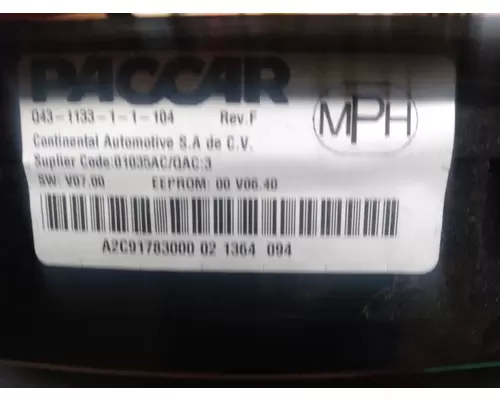 PACCAR
Q43-1133-1-1-104 Rev.F
MPH
Continental Automotive S.A de C.V.
Suplier Code:01035AC/QAC:3
SW: V07.00 EEPROM: 00 V06.40
A2C91783000 02 1364 094